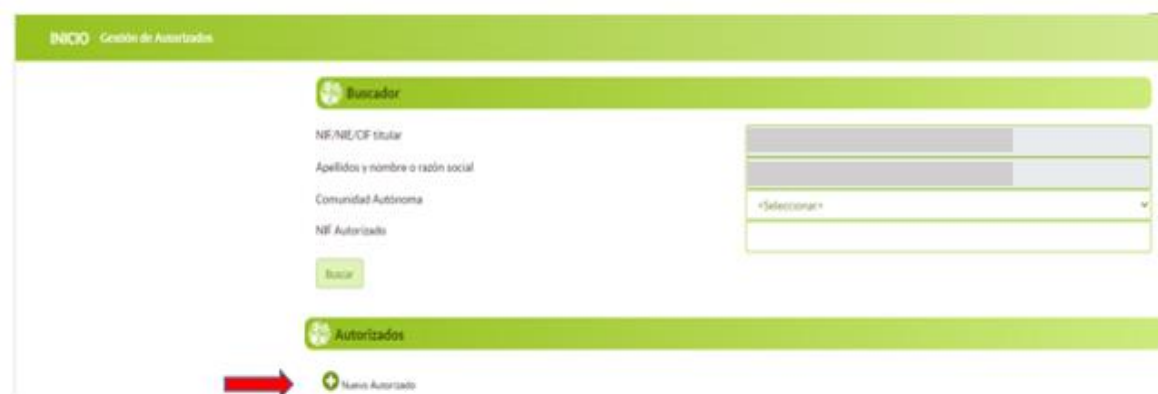 INICIO Gestión de Autorizados
Buscador
NIF/NIE/CIF titular
Apellidos y nombre o razón social
Comunidad Autónoma
<Seleccionar>
NIF Autorizado
Buscar
Autorizados
Nuevo Autorizado